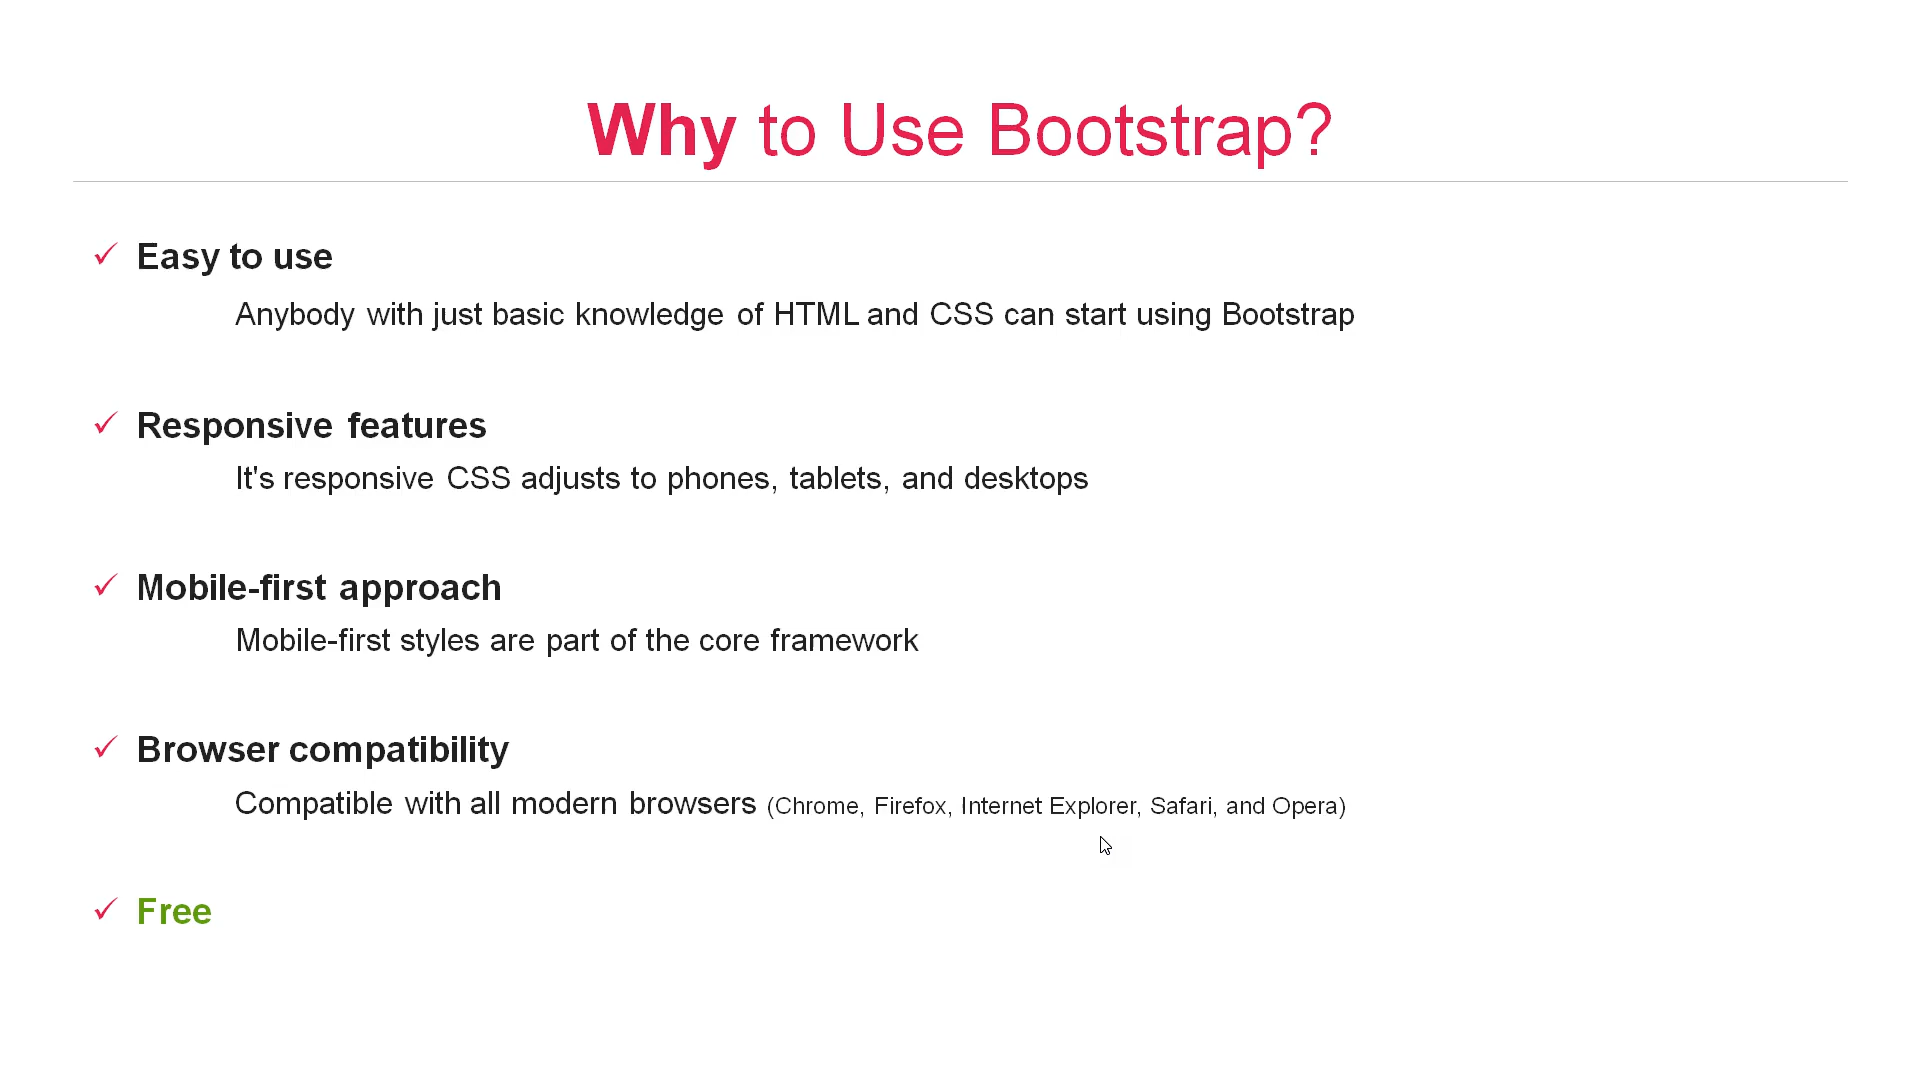 Why to Use Bootstrap?
Easy to use
Anybody with just basic knowledge of HTML and CSS can start using Bootstrap
Responsive features
It's responsive CSS adjusts to phones, tablets, and desktops
Mobile-first approach
Mobile-first styles are part of the core framework
Browser compatibility
Compatible with all modern browsers (Chrome, Firefox, Internet Explorer, Safari, and Opera)
Free